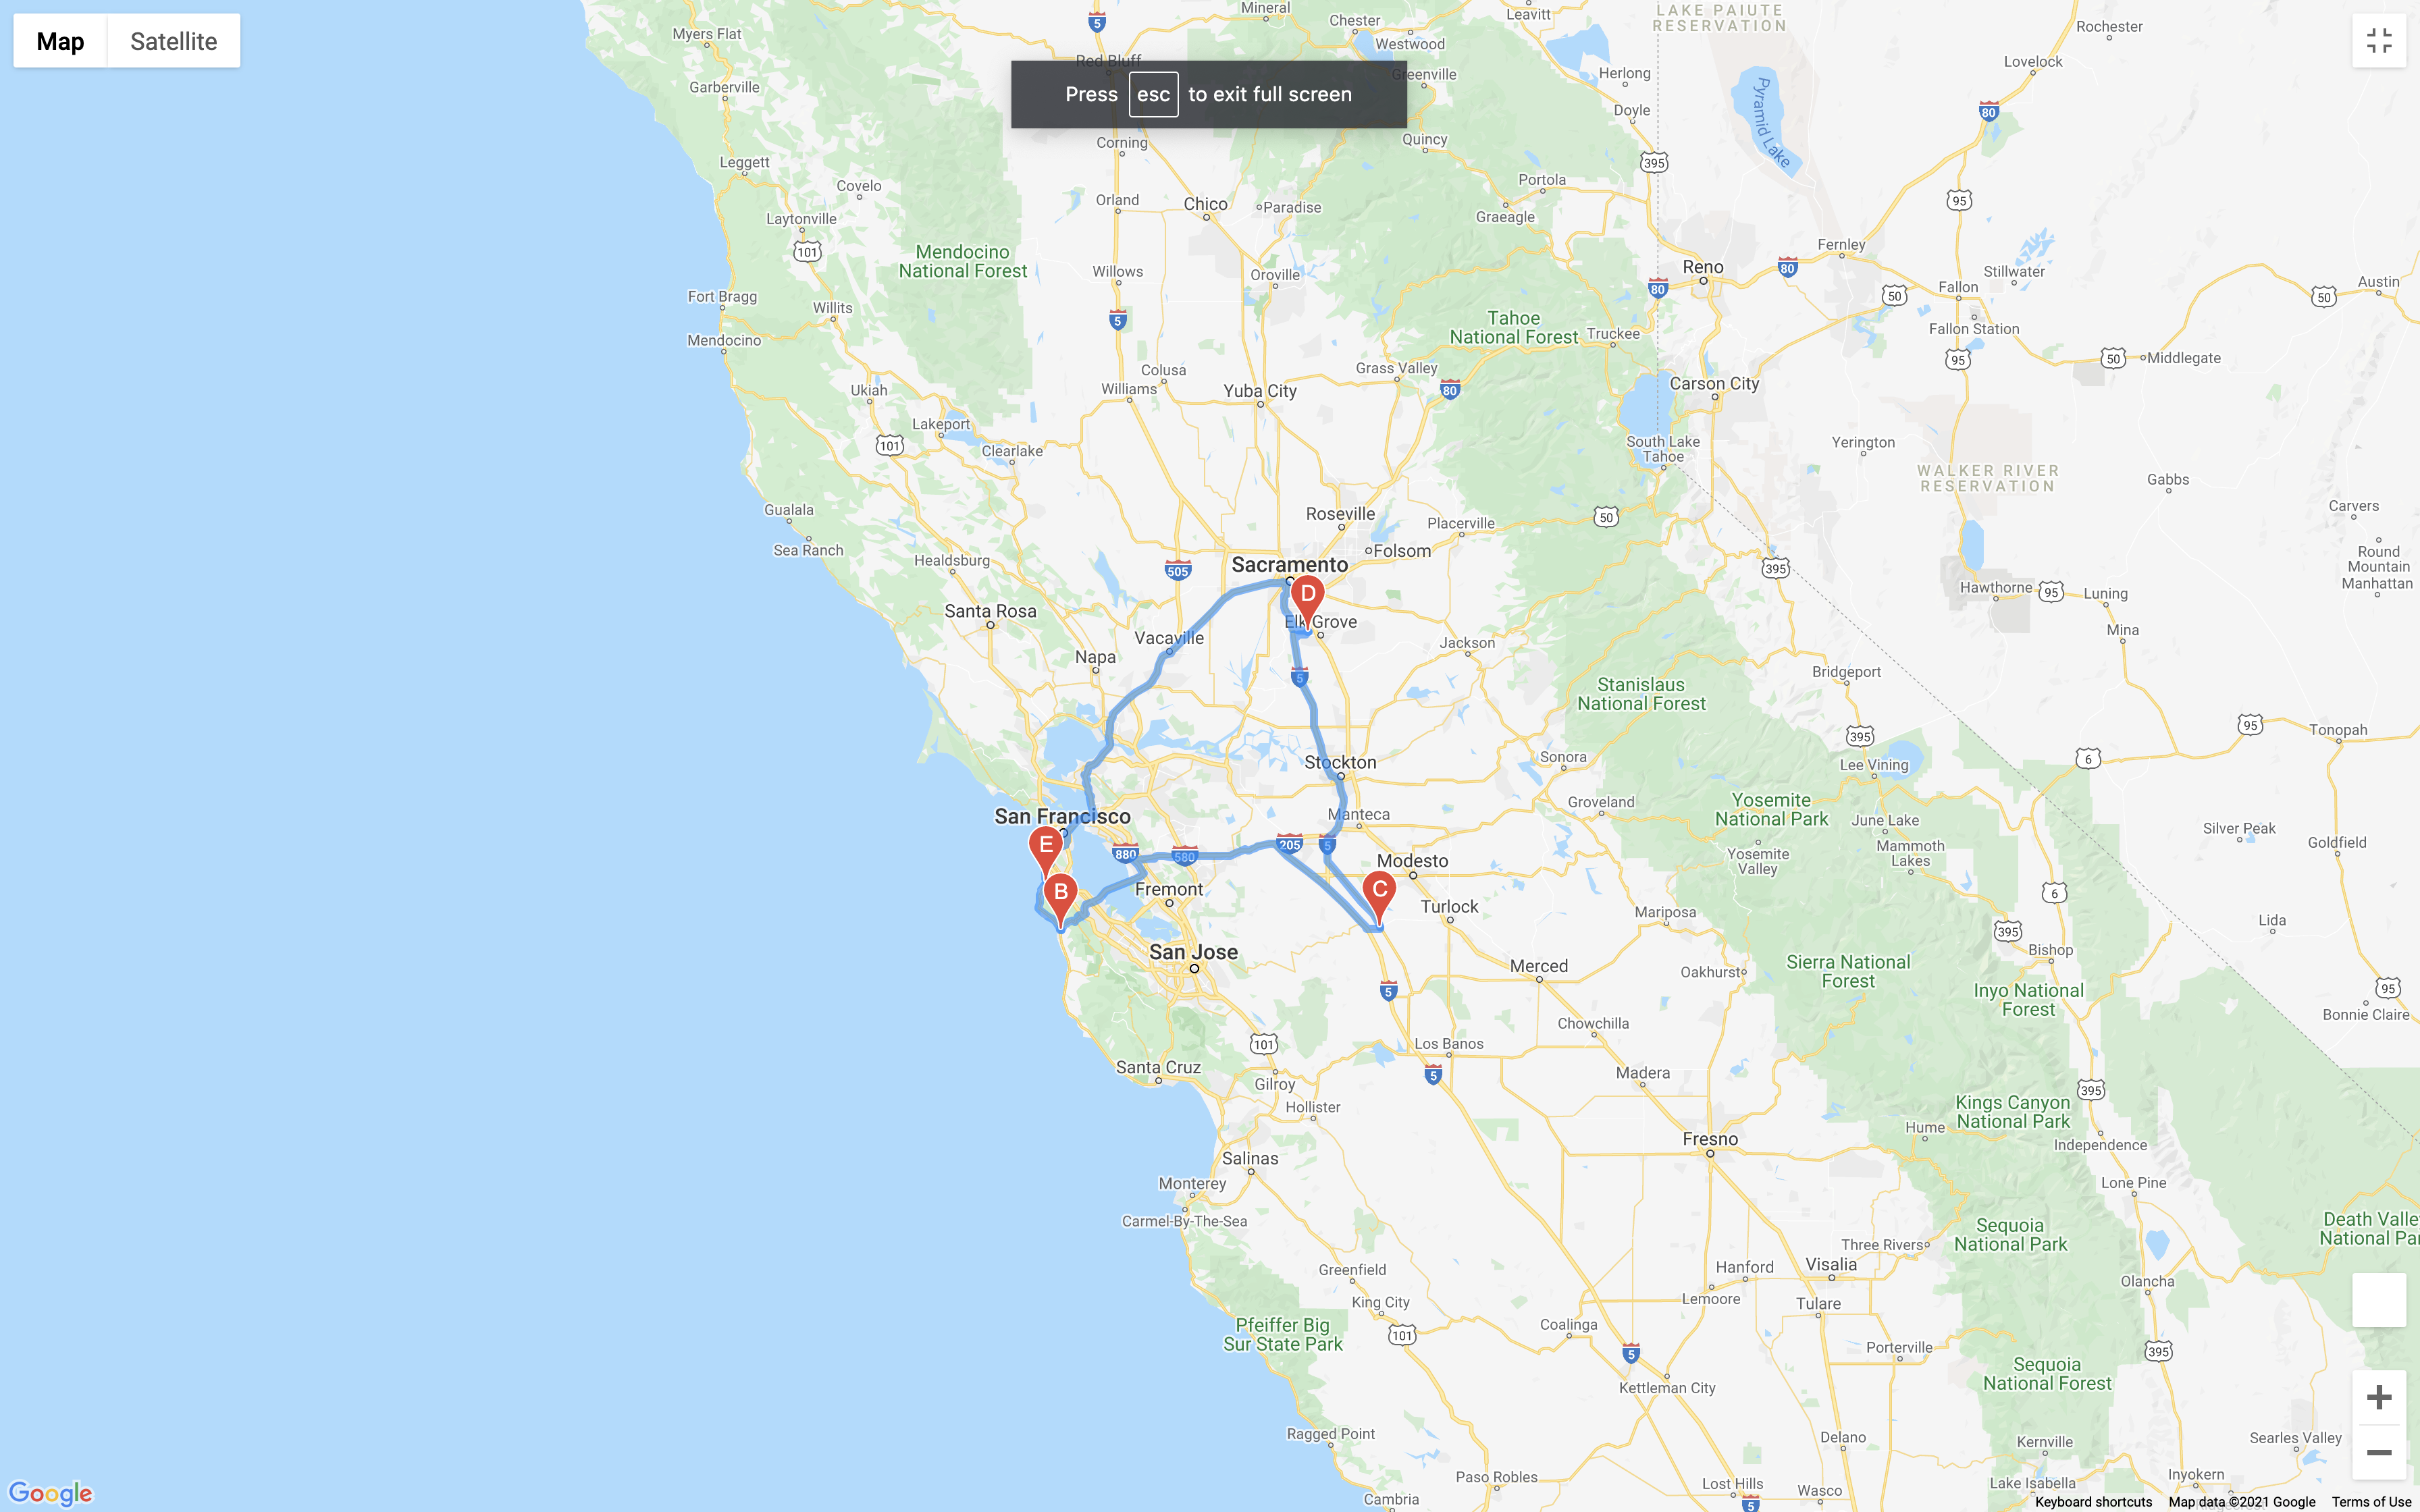 Map
Satellite
Press esc to exit full screen
LAKE PAIUTE
RESERVATION
Mineral
Chester
Leavitt
Rochester
Myers Flat
5
Westwood
Red Bluff
Greenville
Herlong
Lovelock
Garberville
Doyle
Pyramid Lake
80
Corning
Quincy
395
Leggett
Covelo
Portola
Orland
Chico
Paradise
Graeagle
95
Laytonville
101
Mendocino
National Forest
Willows
Oroville
Reno
80
Fernley
Stillwater
80
Fallon
50
50
Austin
Fort Bragg
Willits
5
Tahoe
National Forest
Truckee
Fallon Station
Mendocino
95
50
Middlegate
Colusa
Grass Valley
Williams
Yuba City
80
Carson City
Ukiah
Lakeport
101
Clearlake
South Lake
Tahoe
Yerington
WALKER RIVER
RESERVATION
Gabbs
Gualala
Roseville
Placerville
50
Carvers
Sea Ranch
Healdsburg
505
Sacramento
Folsom
395
Round
Mountain
Manhattan
D
Hawthorne
95
Luning
Santa Rosa
Elk Grove
Vacaville
Mina
Napa
Jackson
5
Bridgeport
Stanislaus
National Forest
395
95
Tonopah
Stockton
Sonora
Lee Vining
6
San Francisco
Manteca
Groveland
Yosemite
National Park
June Lake
Silver Peak
E
880
580
205
5
Modesto
Yosemite
Valley
Mammoth
Lakes
Goldfield
B
Fremont
C
Turlock
6
Mariposa
Lida
395
San Jose
Merced
Oakhurst
Sierra National
Forest
Bishop
5
Inyo National
Forest
95
Bonnie Claire
Chowchilla
101
Los Banos
Santa Cruz
Gilroy
5
Madera
395
Hollister
Kings Canyon
National Park
Hume
Fresno
Independence
Salinas
Monterey
Lone Pine
Carmel-By-The-Sea
Sequoia
National Park
Death Valle
National Par
Three Rivers
Greenfield
Hanford
Visalia
Olancha
King City
Lemoore
Tulare
Pfeiffer Big
Sur State Park
101
Coalinga
5
Porterville
395
Kettleman City
Sequoia
National Forest
Ragged Point
Delano
Kernville
Searles Valley
Paso Robles
Lost Hills
Wasco
Lake Isabella
Inyokern
Cambria
5
Google
Keyboard shortcuts
Map data ©2021 Google
Terms of Use